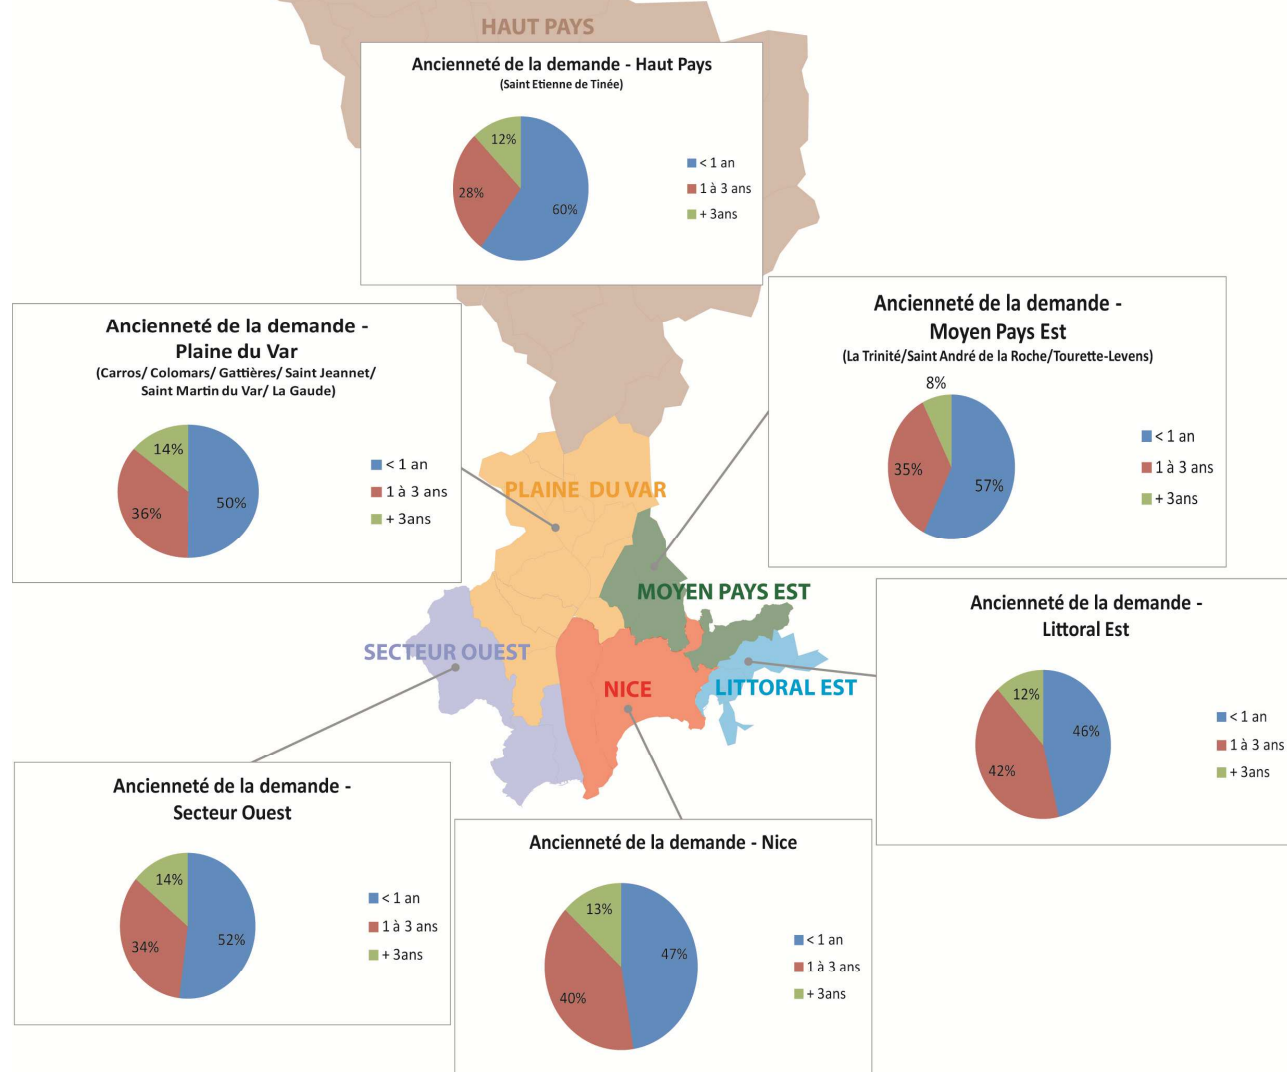 HAUT PAYS
Ancienneté de la demande - Haut Pays
(Saint Etienne de Tinée)
12%
28%
60%
< 1 an
1 à 3 ans
+ 3ans
Ancienneté de la demande -
Plaine du Var
(Carros/ Colomars/ Gattières/ Saint Jeannet/
Saint Martin du Var/ La Gaude)
14%
36%
50%
< 1 an
1 à 3 ans
+ 3ans
Ancienneté de la demande -
Moyen Pays Est
(La Trinité/Saint André de la Roche/Tourette-Levens)
8%
35%
57%
< 1 an
1 à 3 ans
+ 3ans
PLAINE DU VAR
MOYEN PAYS EST
SECTEUR OUEST
NICE
LITTORAL EST
Ancienneté de la demande -
Littoral Est
12%
46%
42%
< 1 an
1 à 3 ans
+ 3ans
Ancienneté de la demande -
Secteur Ouest
14%
34%
52%
< 1 an
1 à 3 ans
+ 3ans
Ancienneté de la demande - Nice
13%
47%
40%
< 1 an
1 à 3 ans
+ 3ans